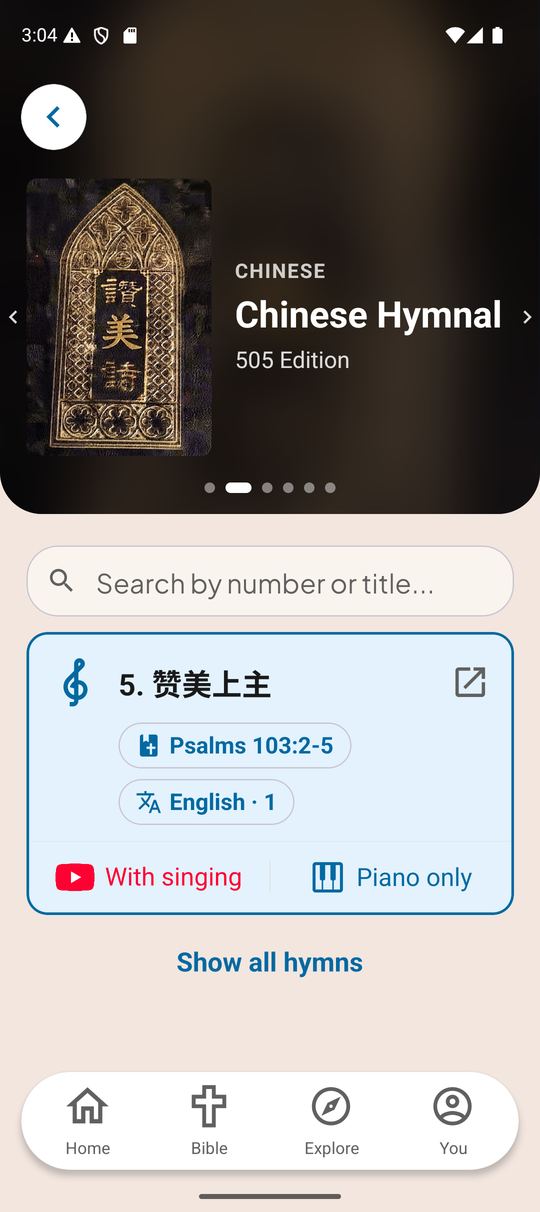 3:04
讚
美
詩
CHINESE
Chinese Hymnal
505 Edition
Search by number or title...
5. 赞美上主
Psalms 103:2-5
English · 1
With singing
Piano only
Show all hymns
Home
Bible
Explore
You